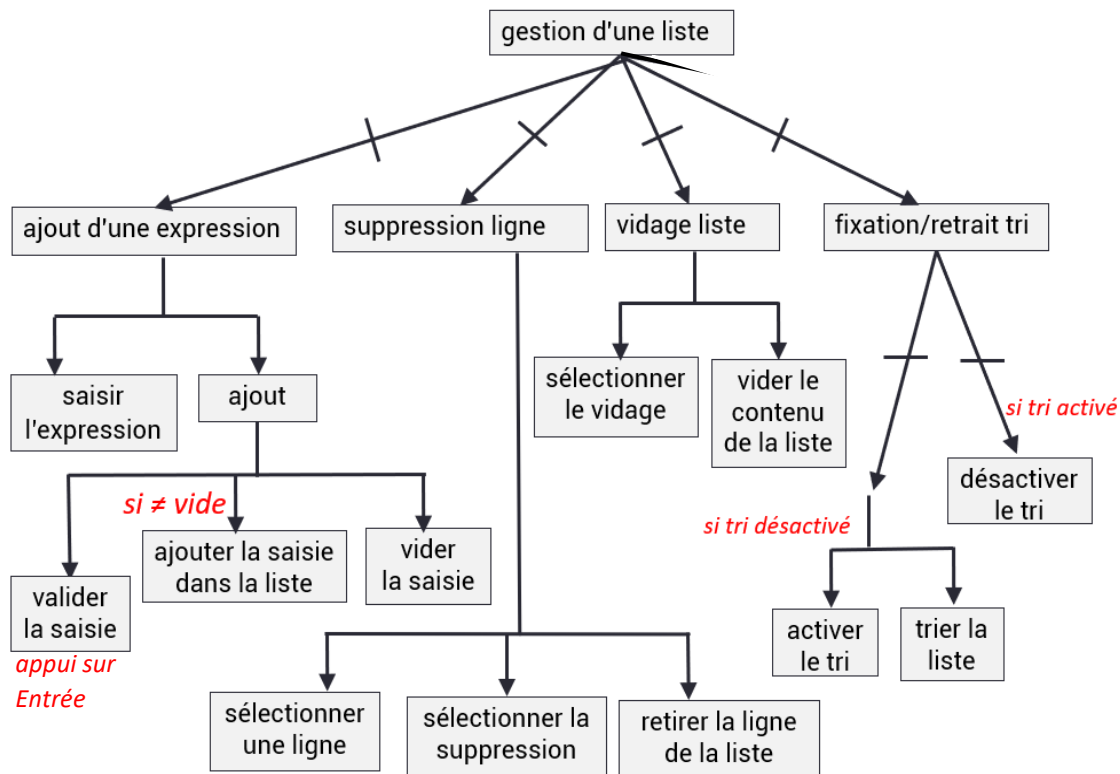 gestion d'une liste
ajout d'une expression
suppression ligne
vidage liste
fixation/retrait tri
saisir
l'expression
ajout
sélectionner
le vidage
vider le
contenu
de la liste
si tri activé
désactiver
le tri
si ≠ vide
si tri désactivé
valider
la saisie
appui sur
Entrée
ajouter la saisie
dans la liste
vider
la saisie
activer
le tri
trier la
liste
sélectionner
une ligne
sélectionner la
suppression
retirer la ligne
de la liste